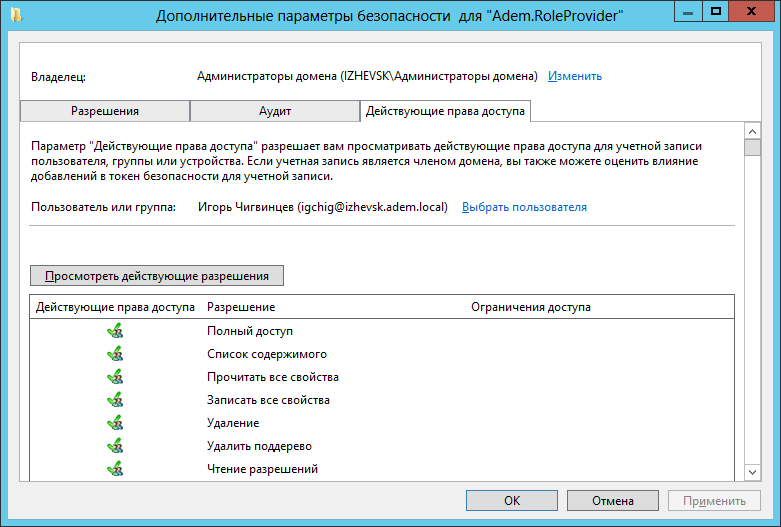 Дополнительные параметры безопасности для "Adem.RoleProvider"
Владелец: Администраторы домена (IZHEVSK\Администраторы домена) Изменить
Разрешения Аудит Действующие права доступа
Параметр "Действующие права доступа" разрешает вам просматривать действующие права доступа для учетной записи
пользователя, группы или устройства. Если учетная запись является членом домена, вы также можете оценить влияние
добавлений в токен безопасности для учетной записи.
Пользователь или группа: Игорь Чигвинцев (igchig@izhevsk.adem.local) Выбрать пользователя
Просмотреть действующие разрешения
Действующие права доступа Разрешение Ограничения доступа
Полный доступ
Список содержимого
Прочитать все свойства
Записать все свойства
Удаление
Удалить поддерево
Чтение разрешений
ОК Отмена Применить